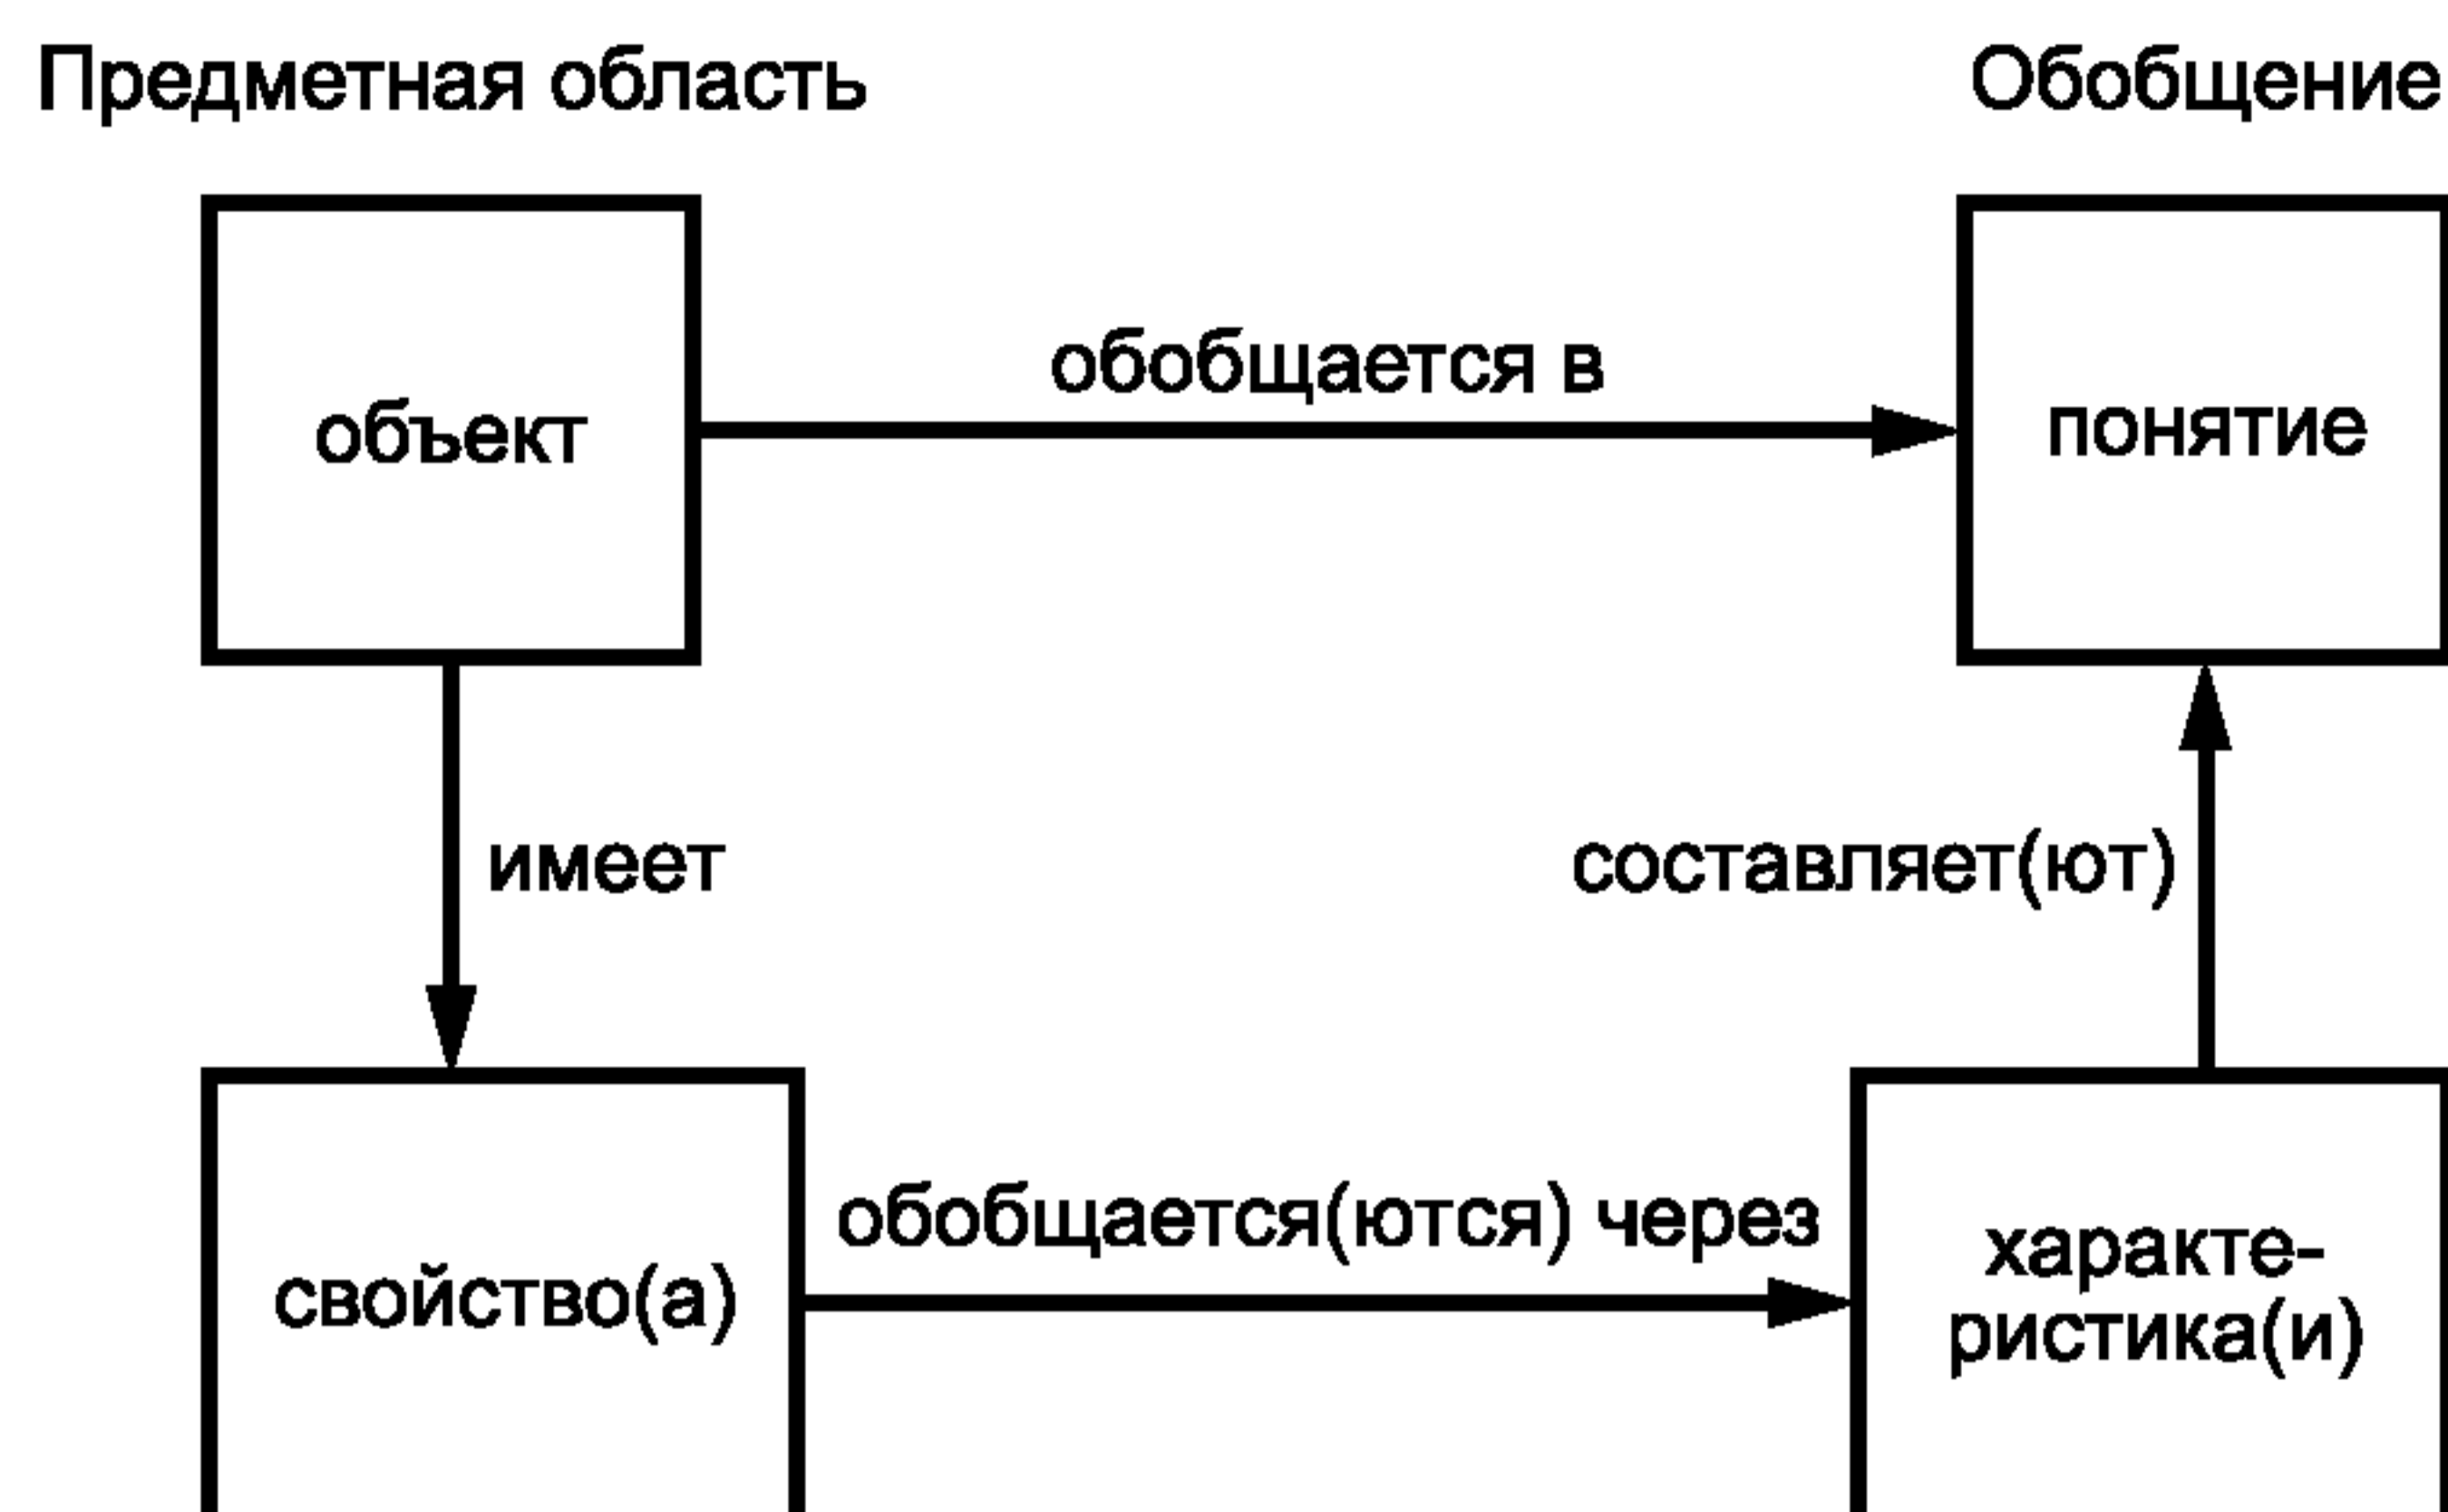 Предметная область
Обобщение
обобщается в
объект
понятие
имеет
составляет(ют)
обобщается(ются) через
свойство(а)
характе-
ристика(и)